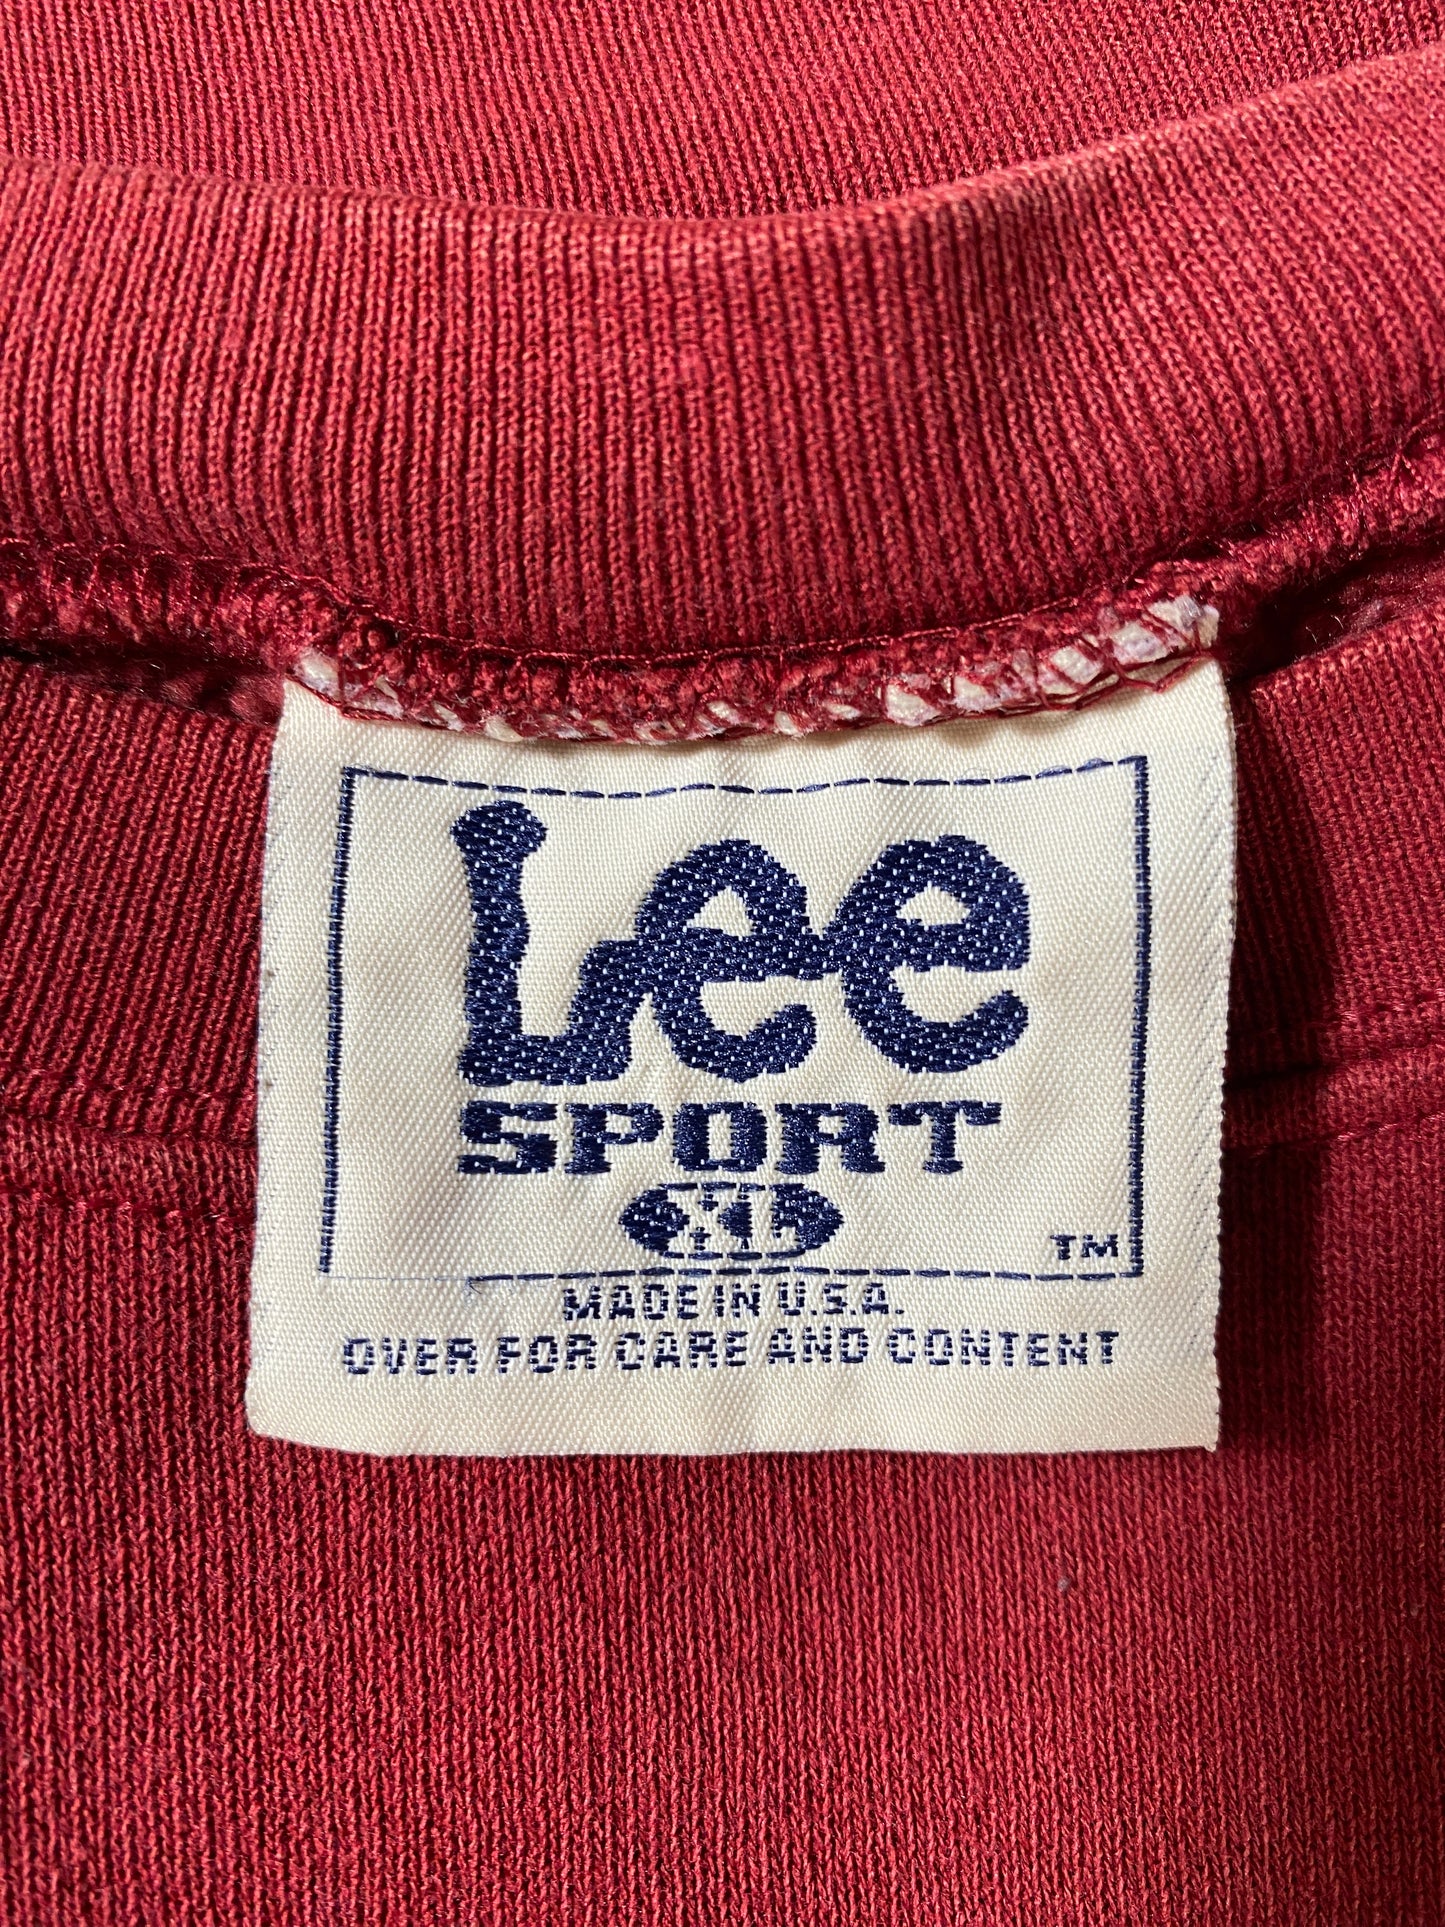 Lee
SPORT
XL
TM
MADE IN U.S.A.
OVER FOR CARE AND CONTENT